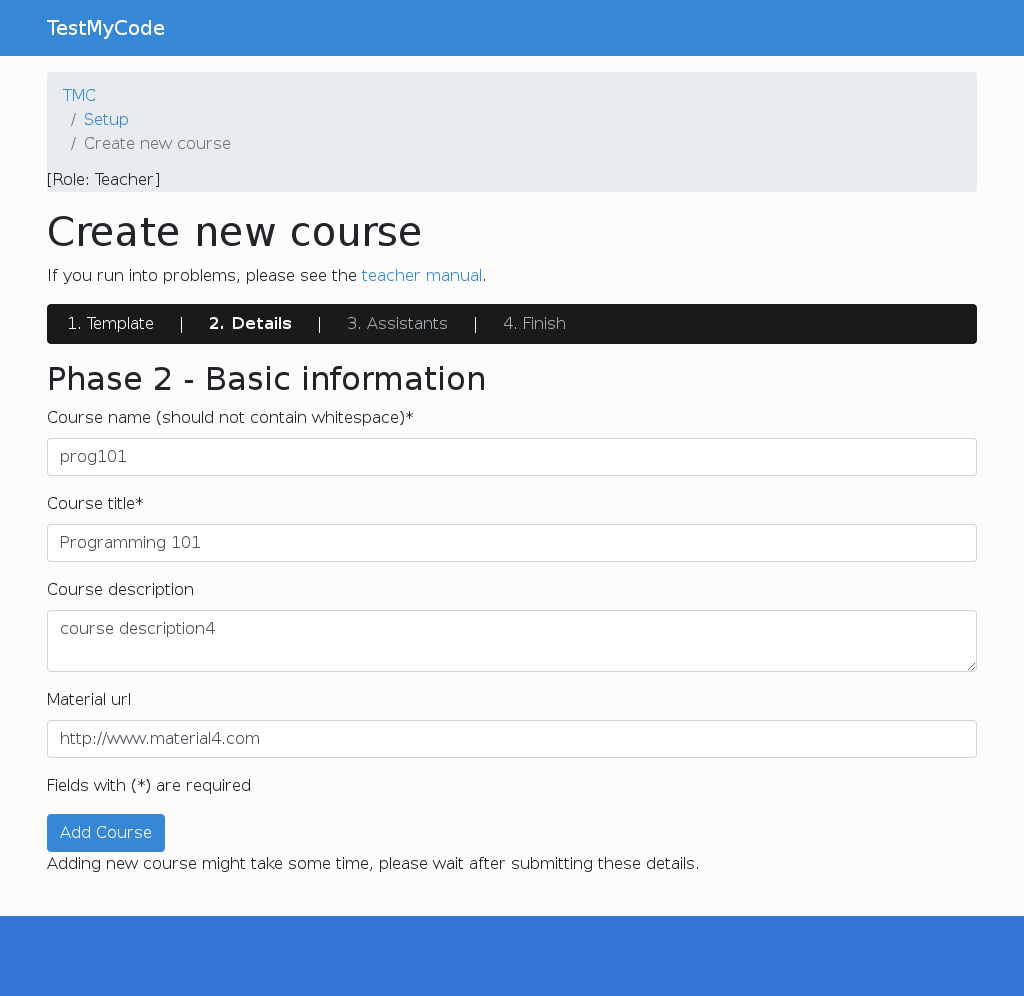 TestMyCode
TMC
/ Setup
/ Create new course
[Role: Teacher]
Create new course
If you run into problems, please see the teacher manual.
1. Template | 2. Details | 3. Assistants | 4. Finish
Phase 2 - Basic information
Course name (should not contain whitespace)*
prog101
Course title*
Programming 101
Course description
course description4
Material url
http://www.material4.com
Fields with (*) are required
Add Course
Adding new course might take some time, please wait after submitting these details.